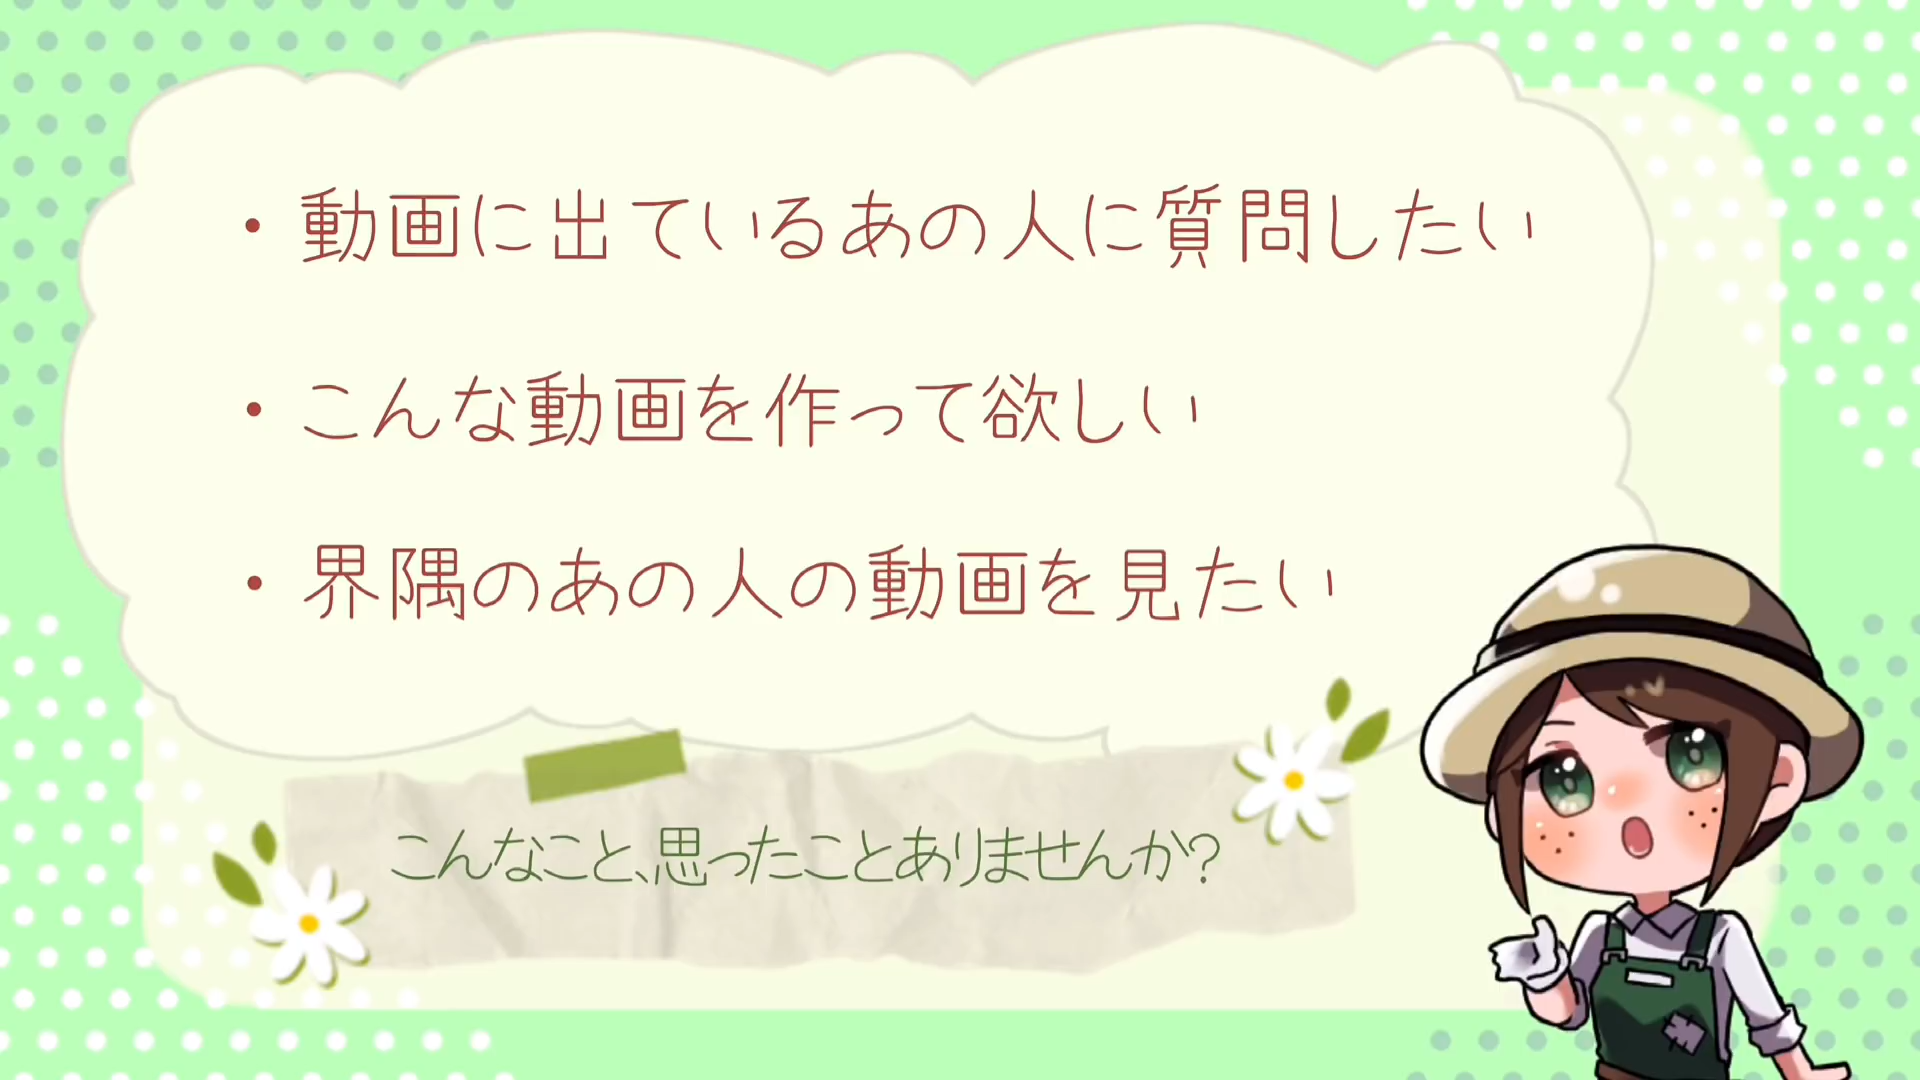 ・動画に出ているあの人に質問したい
・こんな動画を作って欲しい
・界隈のあの人の動画を見たい
こんなこと、思ったことありませんか?